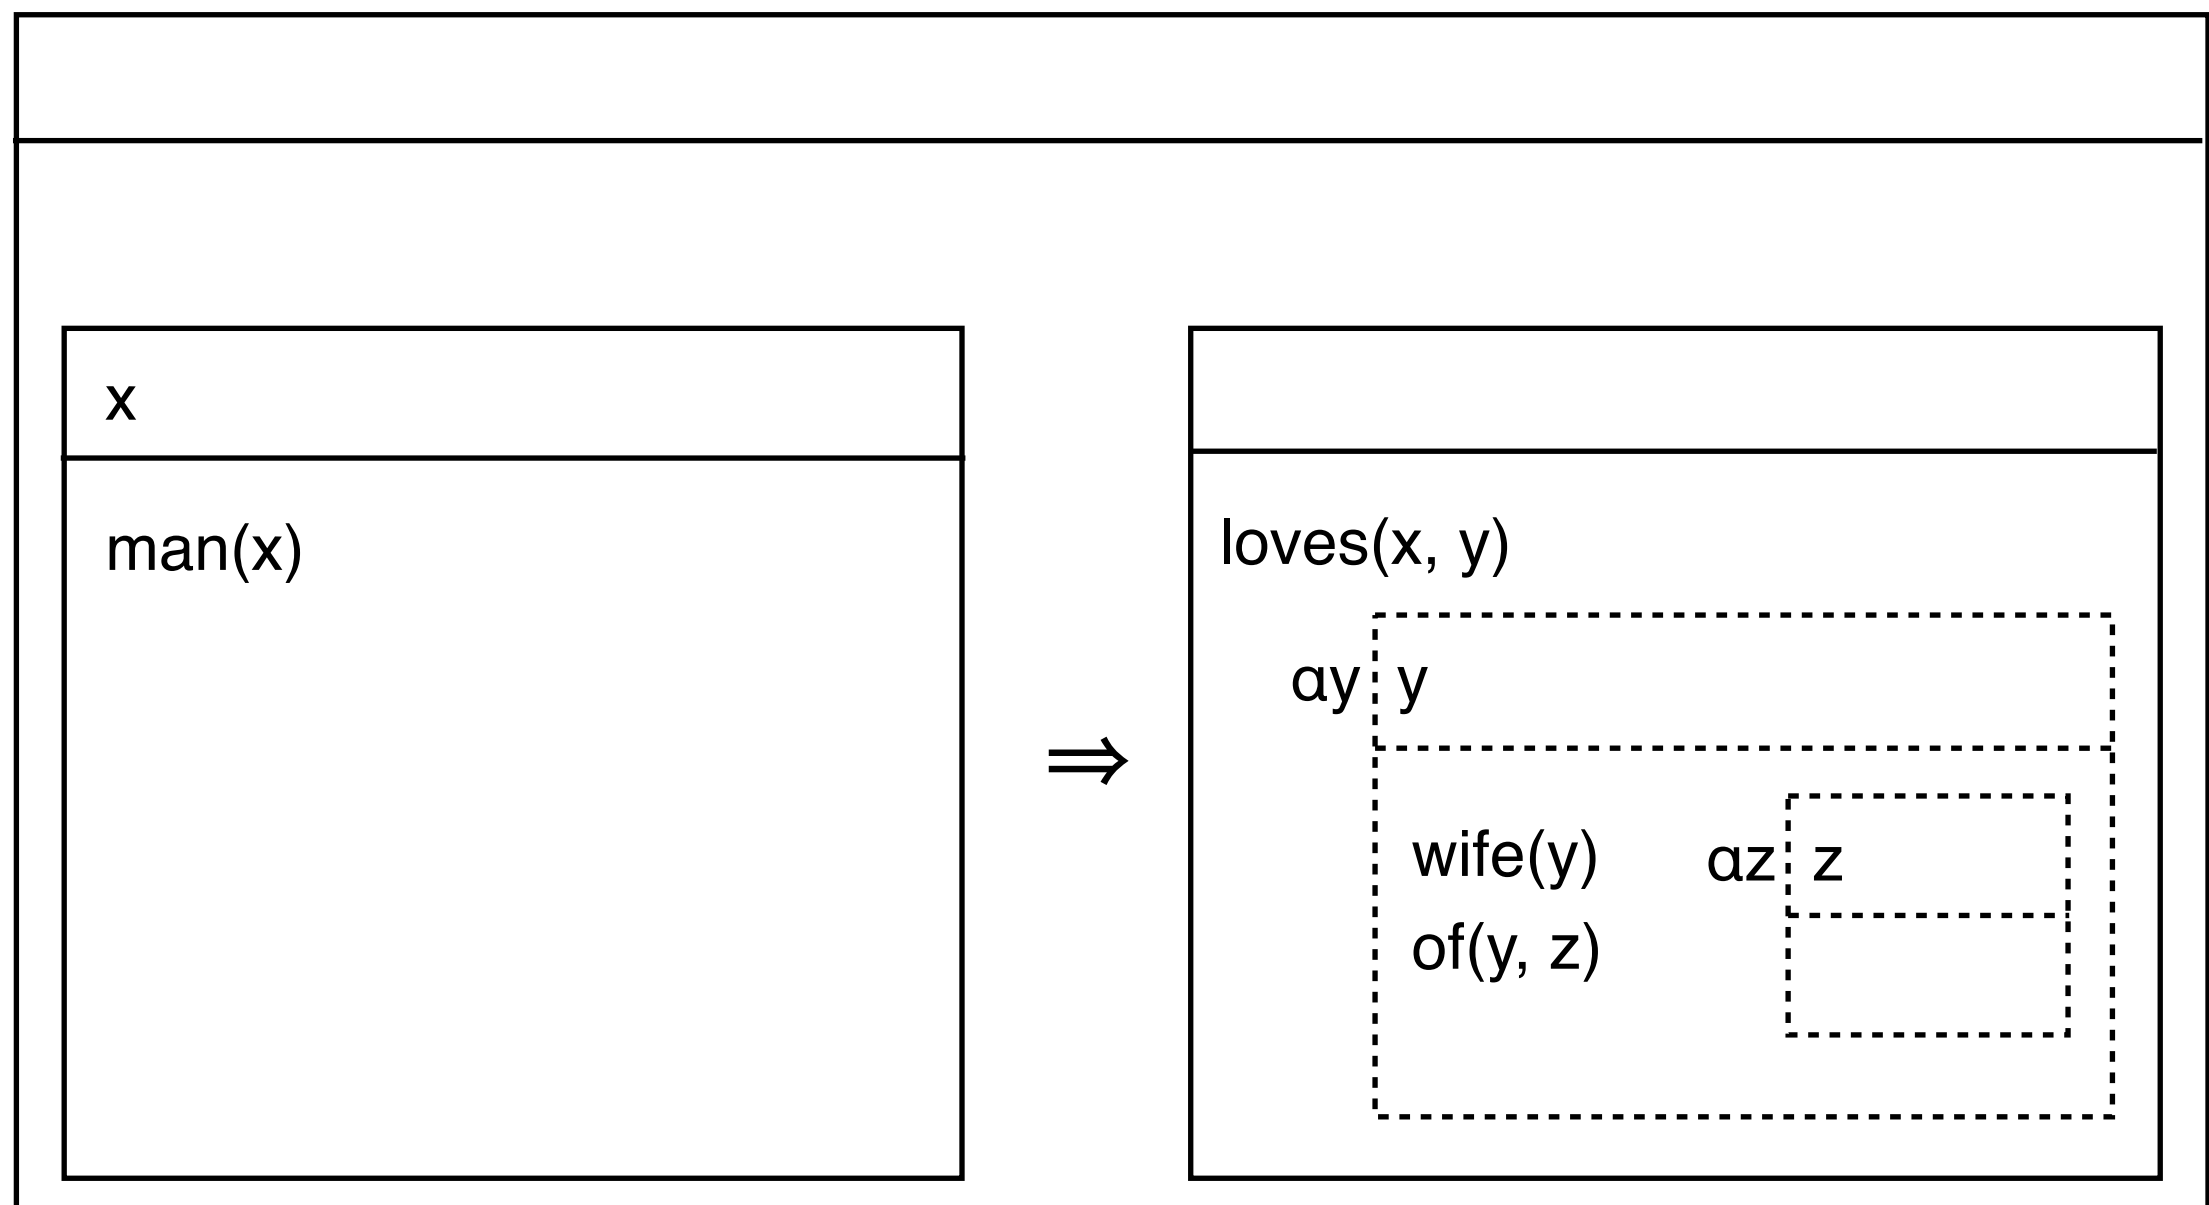 x
man(x)
⇒
loves(x, y)
αy y
wife(y) αz z
of(y, z)